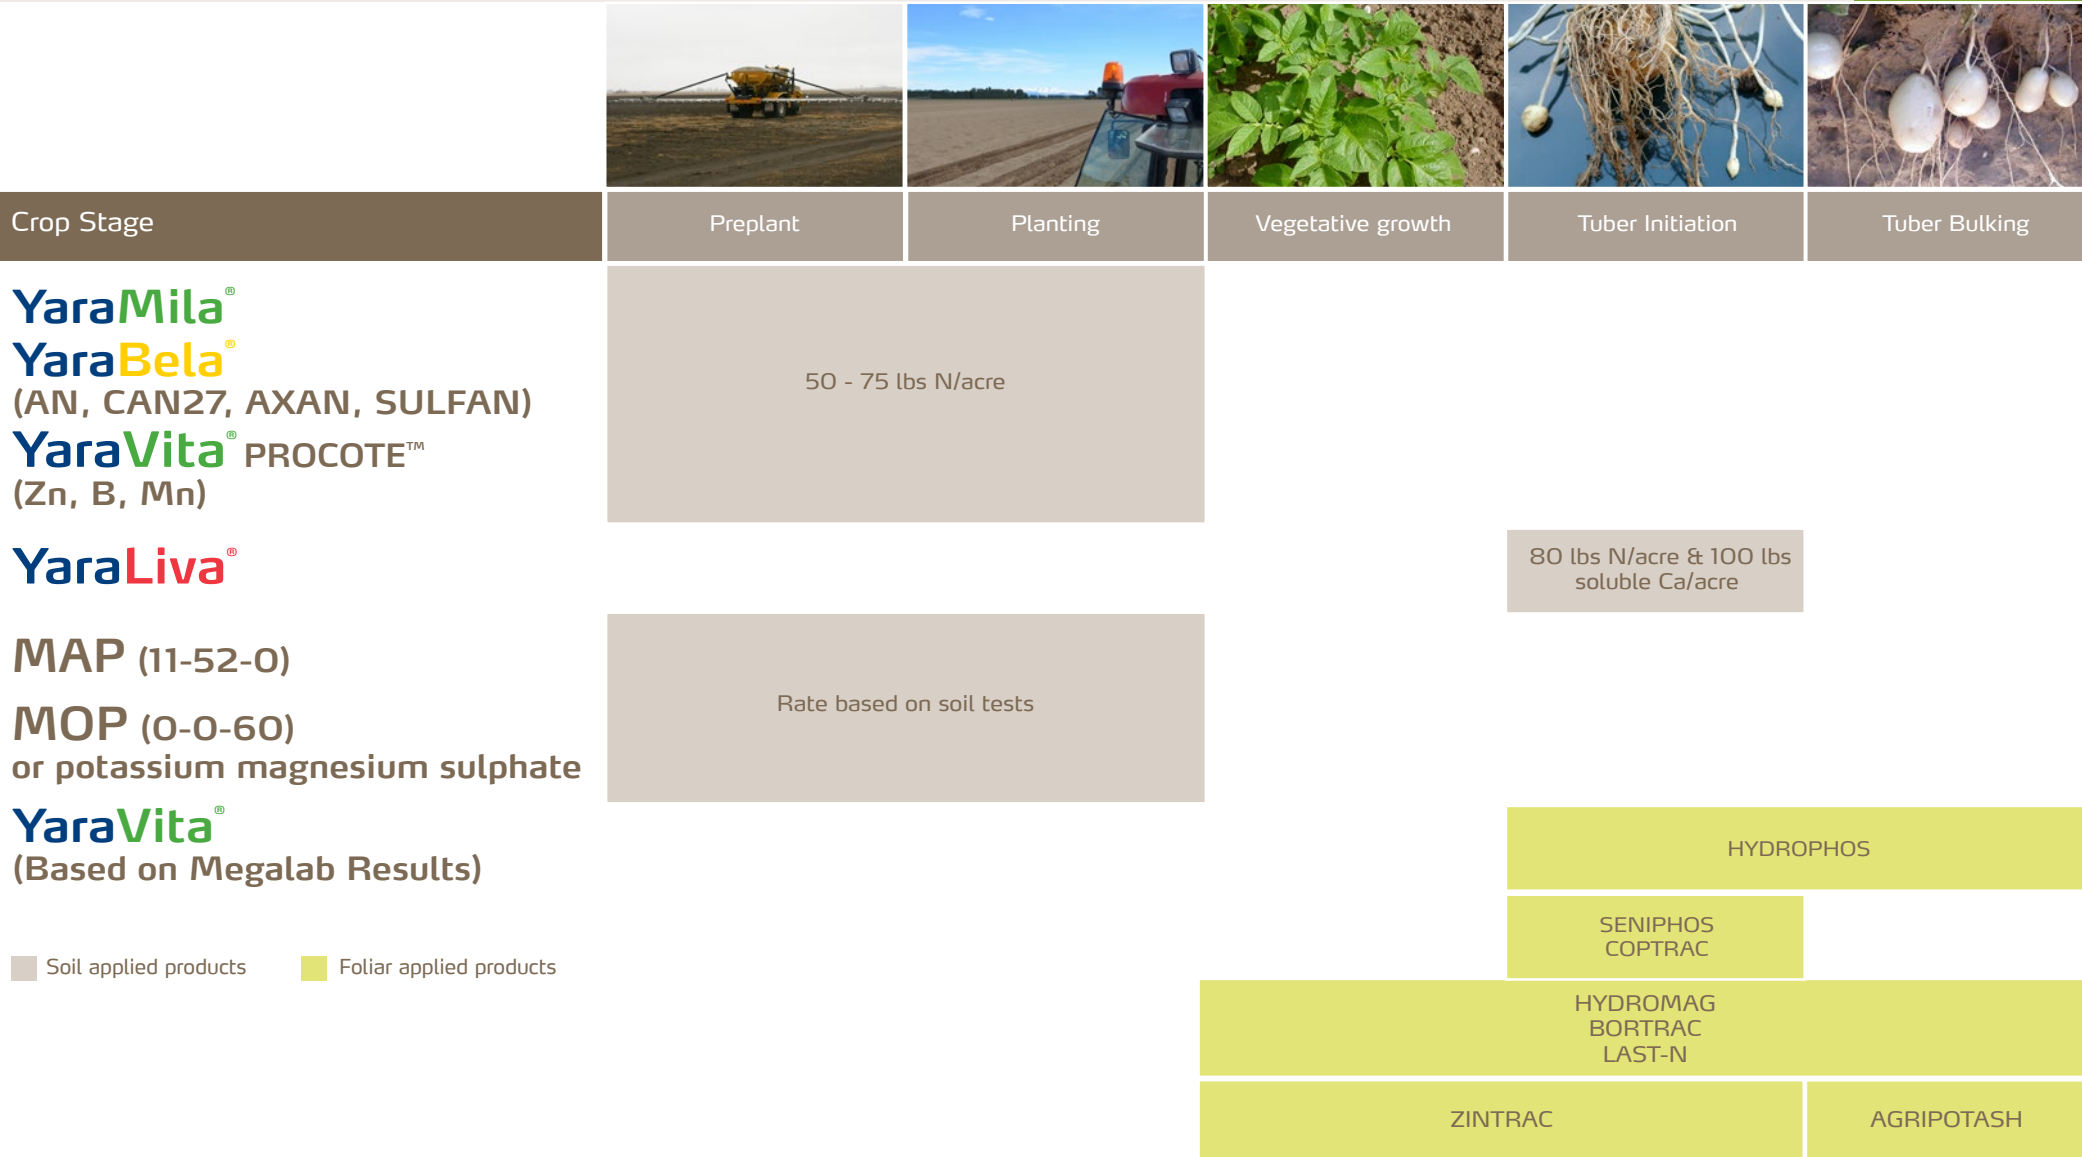 Crop Stage
Preplant
Planting
Vegetative growth
Tuber Initiation
Tuber Bulking
YaraMila®
YaraBela®
(AN, CAN27, AXAN, SULFAN)
YaraVita® PROCOTE™
(Zn, B, Mn)
50 - 75 lbs N/acre
YaraLiva®
80 lbs N/acre & 100 lbs
soluble Ca/acre
MAP (11-52-0)
MOP (0-0-60)
or potassium magnesium sulphate
Rate based on soil tests
YaraVita®
(Based on Megalab Results)
HYDROPHOS
SENIPHOS
COPTRAC
Soil applied products
Foliar applied products
HYDROMAG
BORTRAC
LAST-N
ZINTRAC
AGRIPOTASH